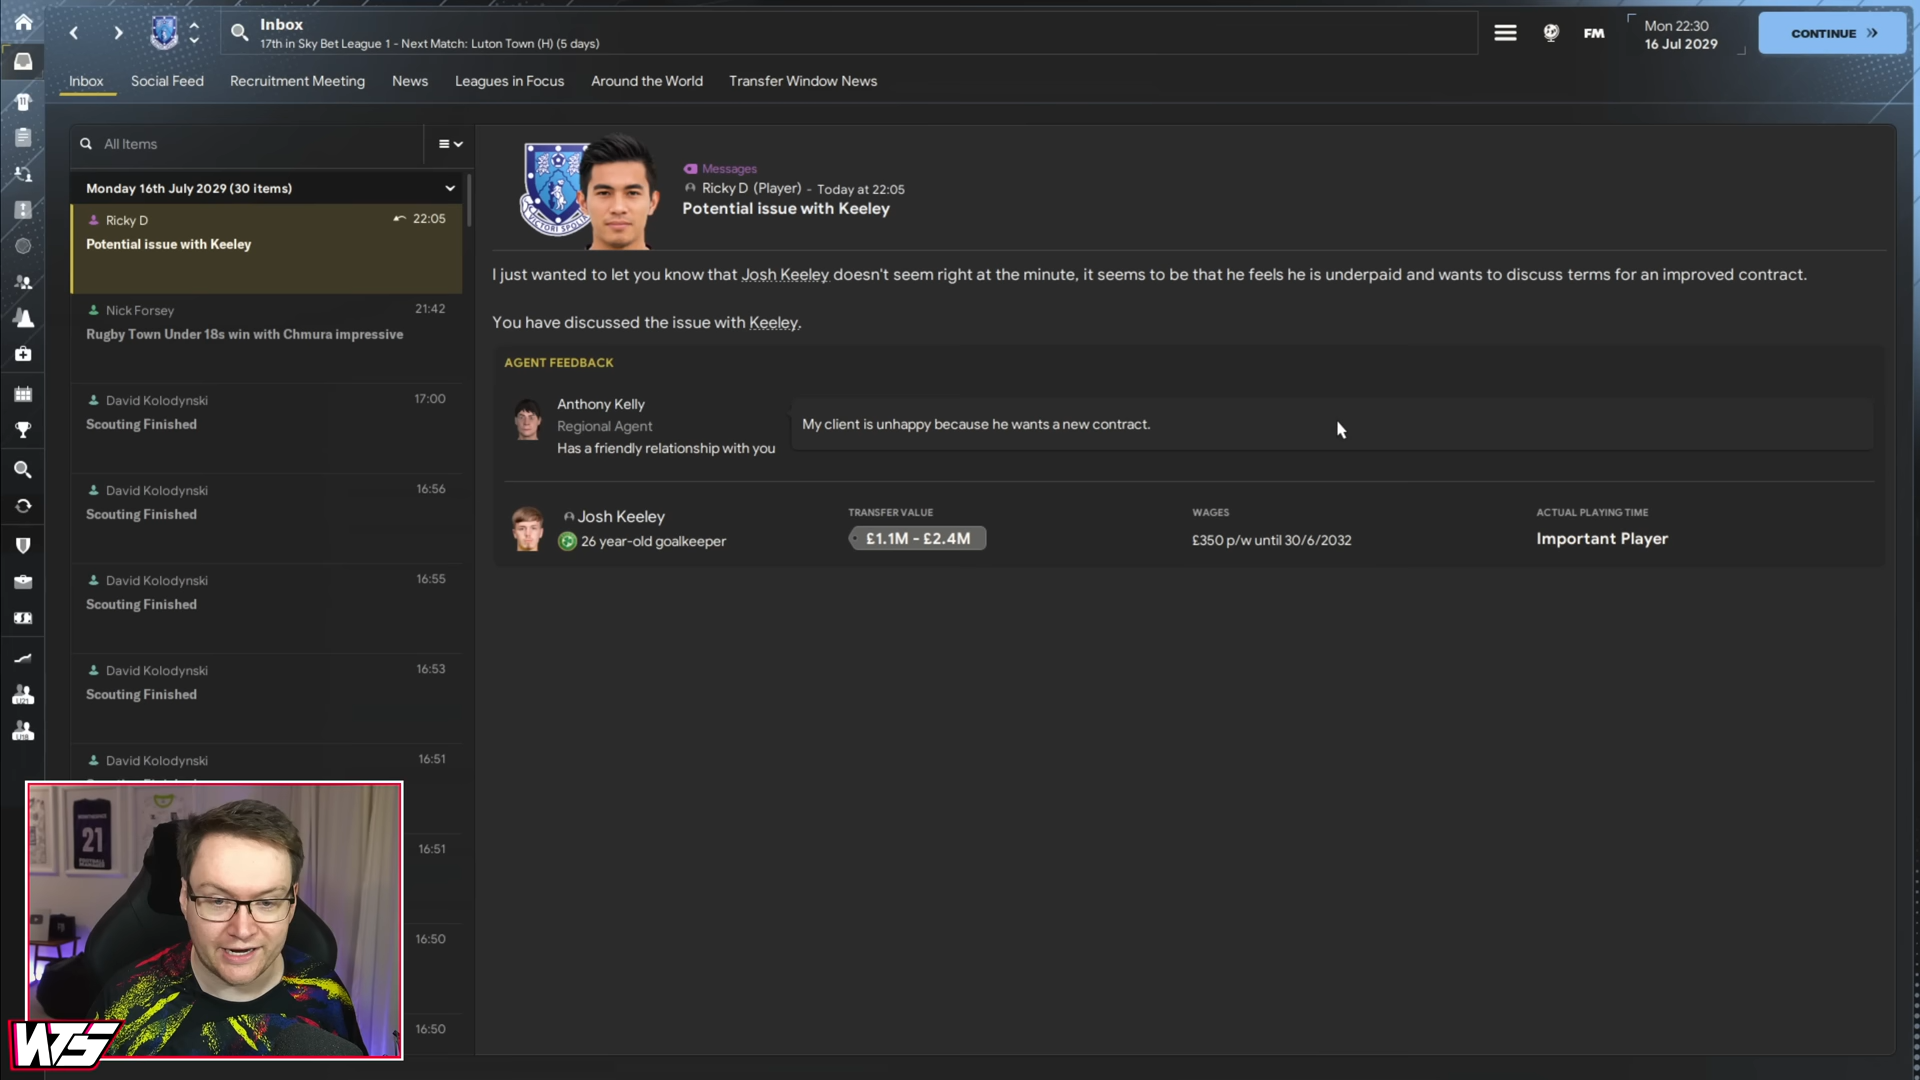 Inbox
17th in Sky Bet League 1 - Next Match: Luton Town (H) (5 days)
FM
Mon 22:30
16 Jul 2029
CONTINUE
Inbox
Social Feed
Recruitment Meeting
News
Leagues in Focus
Around the World
Transfer Window News
All Items
Monday 16th July 2029 (30 items)
Ricky D
22:05
Potential issue with Keeley
Nick Forsey
21:42
Rugby Town Under 18s win with Chmura impressive
David Kolodynski
17:00
Scouting Finished
David Kolodynski
16:56
Scouting Finished
David Kolodynski
16:55
Scouting Finished
David Kolodynski
16:53
Scouting Finished
David Kolodynski
16:51
16:51
16:50
16:50
Messages
Ricky D (Player) - Today at 22:05
Potential issue with Keeley
I just wanted to let you know that Josh Keeley doesn't seem right at the minute, it seems to be that he feels he is underpaid and wants to discuss terms for an improved contract.
You have discussed the issue with Keeley.
AGENT FEEDBACK
Anthony Kelly
Regional Agent
Has a friendly relationship with you
My client is unhappy because he wants a new contract.
Josh Keeley
26 year-old goalkeeper
TRANSFER VALUE
£1.1M - £2.4M
WAGES
£350 p/w until 30/6/2032
ACTUAL PLAYING TIME
Important Player
U21
U18
11
21
WTS